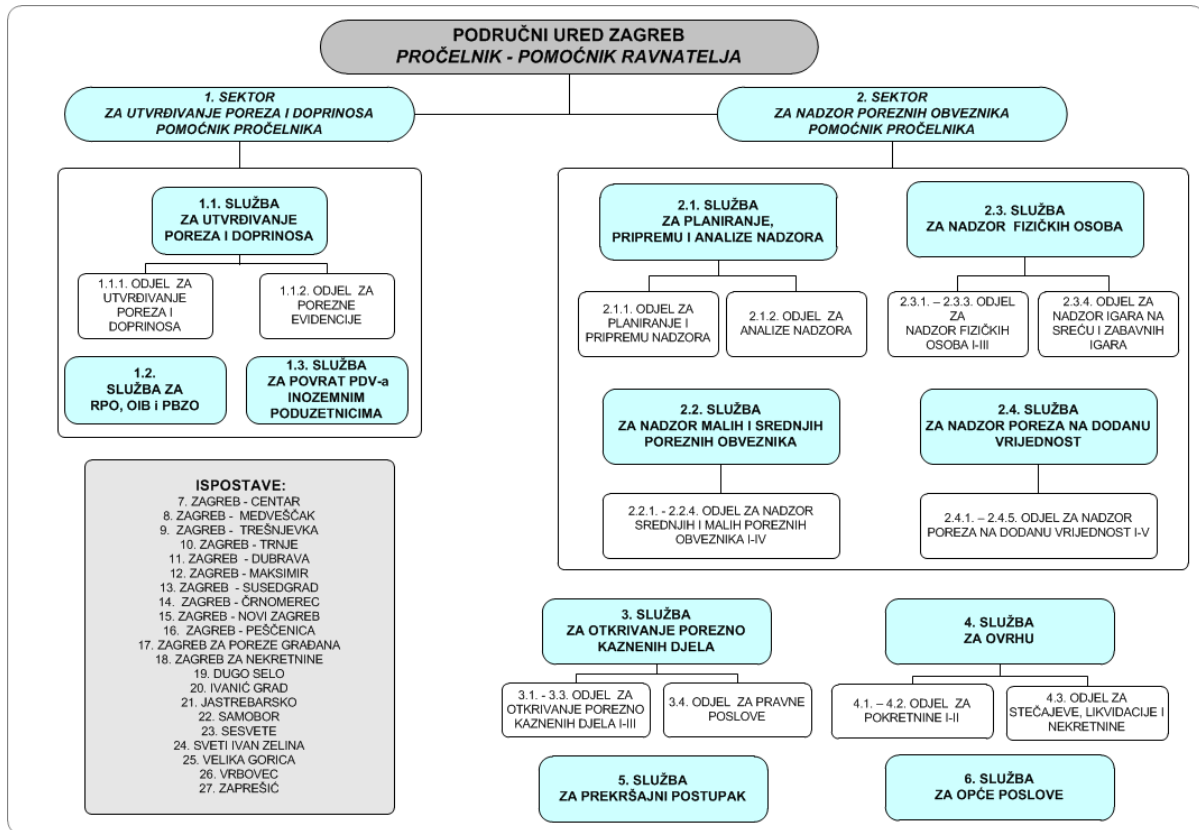 PODRUČNI URED ZAGREB
PROČELNIK - POMOĆNIK RAVNATELJA
1. SEKTOR
ZA UTVRĐIVANJE POREZA I DOPRINOSA
POMOĆNIK PROČELNIKA
2. SEKTOR
ZA NADZOR POREZNIH OBVEZNIKA
POMOĆNIK PROČELNIKA
1.1. SLUŽBA
ZA UTVRĐIVANJE
POREZA I DOPRINOSA
1.1.1. ODJEL ZA
UTVRĐIVANJE
POREZA I
DOPRINOSA
1.1.2. ODJEL ZA
POREZNE
EVIDENCIJE
1.2.
SLUŽBA ZA
RPO, OIB i PBZO
1.3. SLUŽBA
ZA POVRAT PDV-a
INOZEMNIM
PODUZETNICIMA
2.1. SLUŽBA
ZA PLANIRANJE,
PRIPREMU I ANALIZE NADZORA
2.1.1. ODJEL ZA
PLANIRANJE I
PRIPREMU NADZORA
2.1.2. ODJEL ZA
ANALIZE NADZORA
2.3. SLUŽBA
ZA NADZOR FIZIČKIH OSOBA
2.3.1. – 2.3.3. ODJEL
ZA
NADZOR FIZIČKIH
OSOBA I-III
2.3.4. ODJEL ZA
NADZOR IGARA NA
SREĆU I ZABAVNIH
IGARA
2.2. SLUŽBA
ZA NADZOR MALIH I SREDNJIH
POREZNIH OBVEZNIKA
2.2.1. - 2.2.4. ODJEL ZA NADZOR
SREDNJIH I MALIH POREZNIH
OBVEZNIKA I-IV
2.4. SLUŽBA
ZA NADZOR POREZA NA DODANU
VRIJEDNOST
2.4.1. – 2.4.5. ODJEL ZA NADZOR
POREZA NA DODANU VRIJEDNOST I-V
ISPOSTAVE:
7. ZAGREB - CENTAR
8. ZAGREB - MEDVEŠČAK
9. ZAGREB - TREŠNJEVKA
10. ZAGREB - TRNJE
11. ZAGREB - DUBRAVA
12. ZAGREB - MAKSIMIR
13. ZAGREB - SUSEDGRAD
14. ZAGREB - ČRNOMEREC
15. ZAGREB - NOVI ZAGREB
16. ZAGREB - PEŠČENICA
17. ZAGREB ZA POREZE GRAĐANA
18. ZAGREB ZA NEKRETNINE
19. DUGO SELO
20. IVANIĆ GRAD
21. JASTREBARSKO
22. SAMOBOR
23. SESVETE
24. SVETI IVAN ZELINA
25. VELIKA GORICA
26. VRBOVEC
27. ZAPREŠIĆ
3. SLUŽBA
ZA OTKRIVANJE POREZNO
KAZNENIH DJELA
3.1. - 3.3. ODJEL ZA
OTKRIVANJE POREZNO
KAZNENIH DJELA I-III
3.4. ODJEL ZA PRAVNE
POSLOVE
4. SLUŽBA
ZA OVRHU
4.1. – 4.2. ODJEL ZA
POKRETNINE I-II
4.3. ODJEL ZA
STEČAJEVE, LIKVIDACIJE I
NEKRETNINE
5. SLUŽBA
ZA PREKRŠAJNI POSTUPAK
6. SLUŽBA
ZA OPĆE POSLOVE